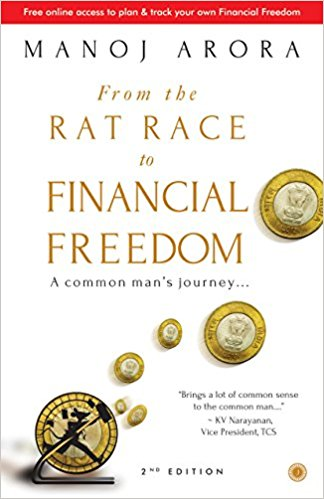 Free online access to plan & track your own Financial Freedom
MANOJ ARORA
From the
RAT RACE
to
FINANCIAL
FREEDOM
A common man's journey...
"Brings a lot of common sense
to the common man...."
~ KV Narayanan,
Vice President, TCS
2ND EDITION